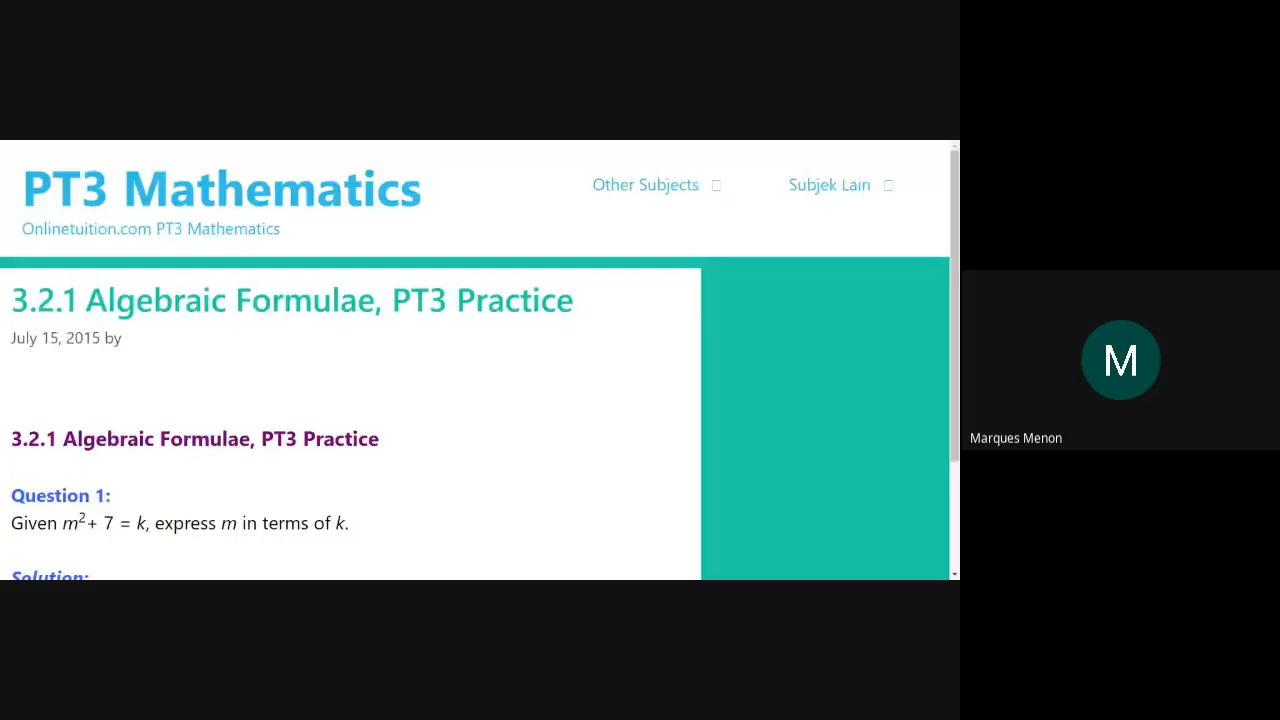 PT3 Mathematics
Other Subjects
Subjek Lain
Onlinetuition.com PT3 Mathematics
3.2.1 Algebraic Formulae, PT3 Practice
July 15, 2015 by
3.2.1 Algebraic Formulae, PT3 Practice
Question 1:
Given m²+ 7 = k, express m in terms of k.
Solution:
M
Marques Menon